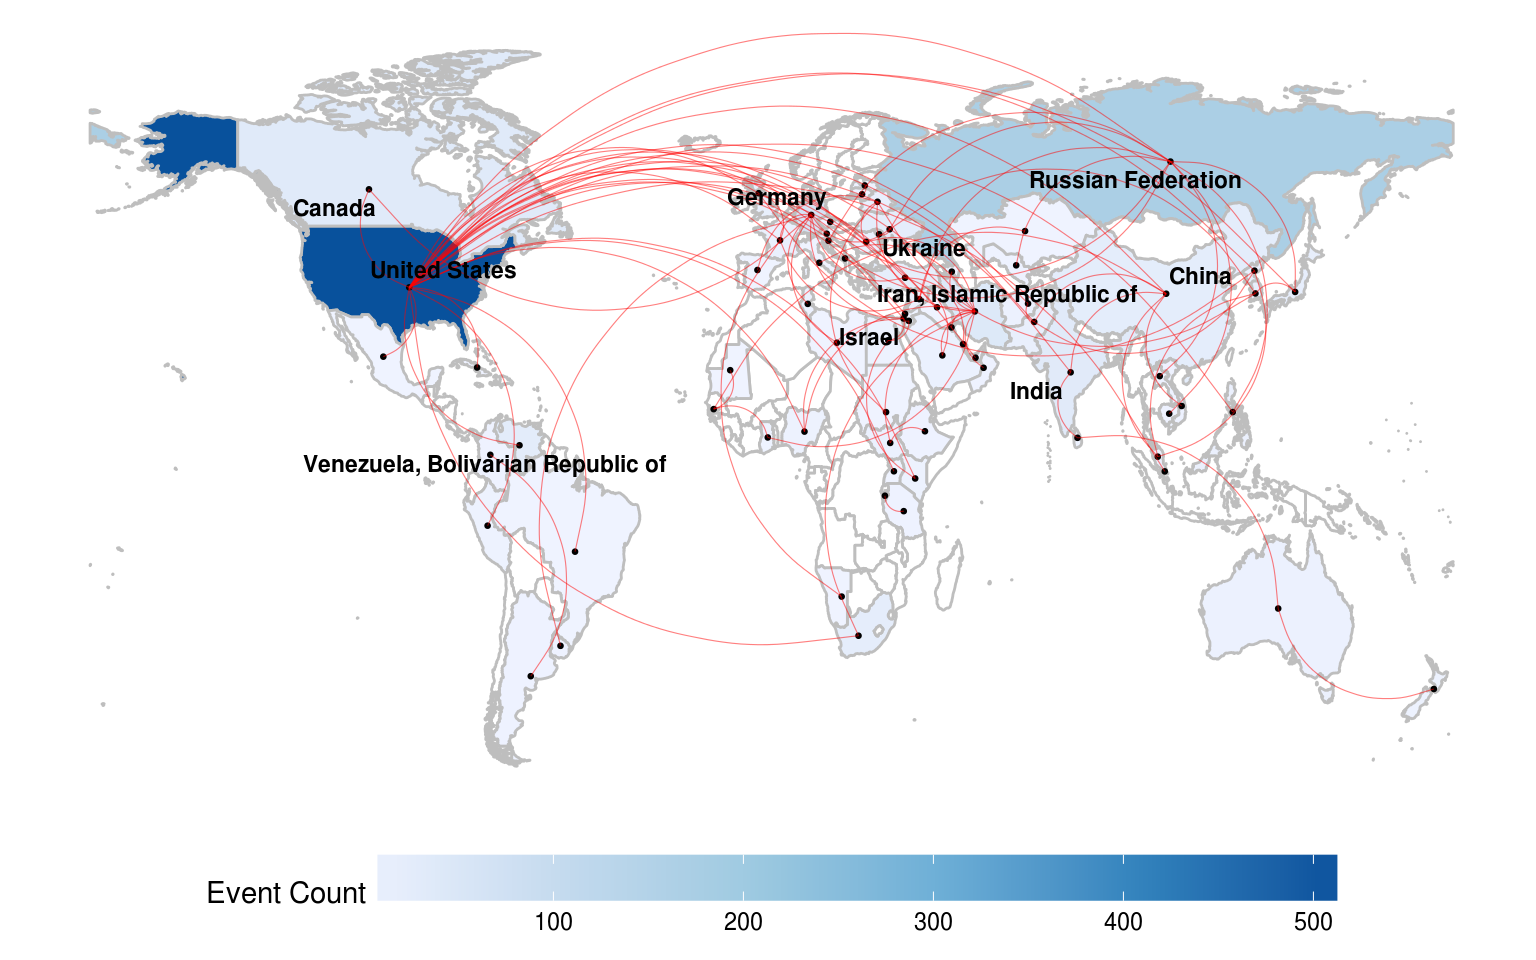 Germany
Russian Federation
Canada
Ukraine
United States
China
Iran, Islamic Republic of
Israel
India
Venezuela, Bolivarian Republic of
Event Count
100 200 300 400 500